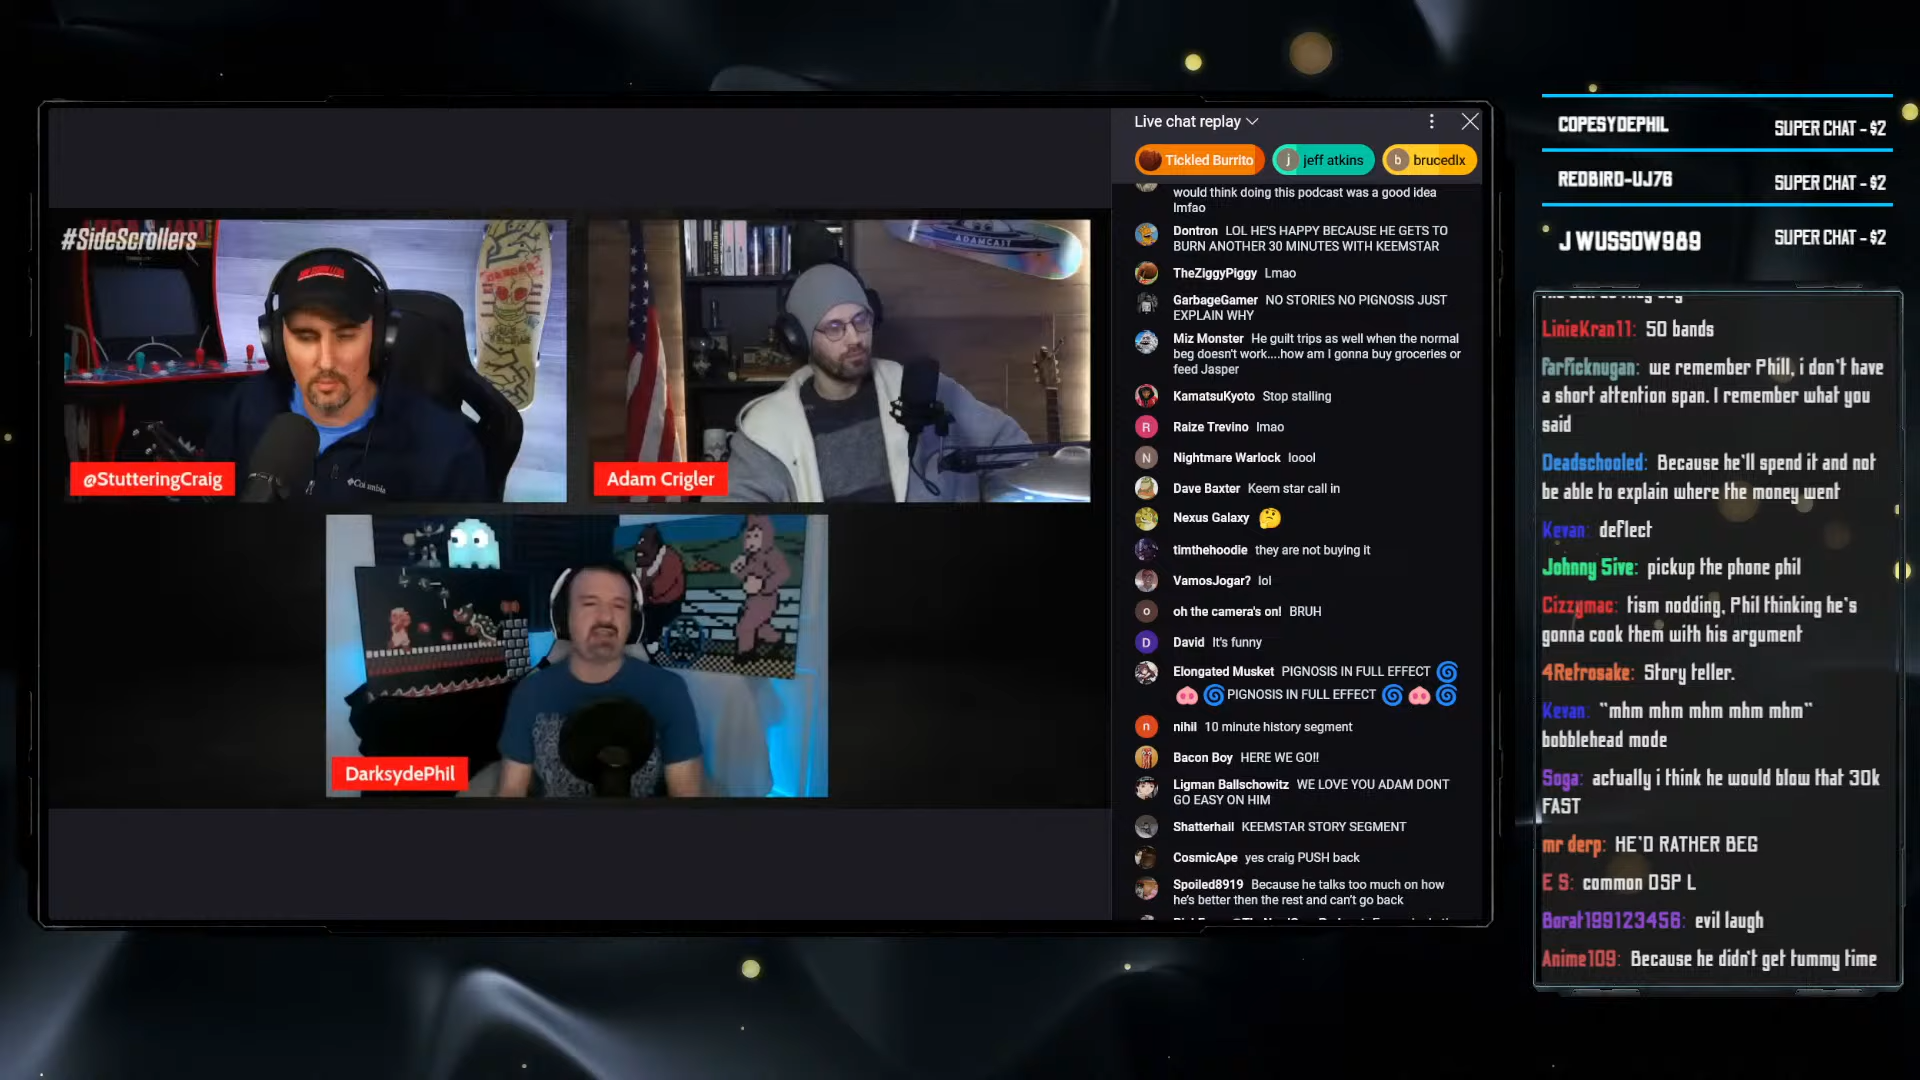 #SideScrollers
@StutteringCraig
ADAMCAST
Adam Crigler
Columbia
DarksydePhil
Live chat replay
Tickled Burrito
j jeff atkins
b brucedlx
would think doing this podcast was a good idea
lmfao
Dontron LOL HE'S HAPPY BECAUSE HE GETS TO
BURN ANOTHER 30 MINUTES WITH KEEMSTAR
TheZiggyPiggy Lmao
GarbageGamer NO STORIES NO PIGNOSIS JUST
EXPLAIN WHY
Miz Monster He guilt trips as well when the normal
beg doesn't work....how am I gonna buy groceries or
feed Jasper
KamatsuKyoto Stop stalling
R Raize Trevino lmao
N Nightmare Warlock loool
Dave Baxter Keem star call in
Nexus Galaxy 🤔
timthehoodie they are not buying it
VamosJogar? lol
o oh the camera's on! BRUH
D David It's funny
Elongated Musket PIGNOSIS IN FULL EFFECT 🌀
🐽 🌀 PIGNOSIS IN FULL EFFECT 🌀 🐽 🌀
n nihil 10 minute history segment
Bacon Boy HERE WE GO!!
Ligman Ballschowitz WE LOVE YOU ADAM DONT
GO EASY ON HIM
Shatterhail KEEMSTAR STORY SEGMENT
CosmicApe yes craig PUSH back
Spoiled8919 Because he talks too much on how
he's better then the rest and can't go back
COPESYDEPHIL SUPER CHAT - $2
REDBIRD-UJ76 SUPER CHAT - $2
J WUSSOW989 SUPER CHAT - $2
LinieKran11: 50 bands
farficknugan: we remember Phill, i don't have
a short attention span. I remember what you
said
Deadschooled: Because he'll spend it and not
be able to explain where the money went
Kevan: deflect
Johnny 5ive: pickup the phone phil
Cizzymac: tism nodding, Phil thinking he's
gonna cook them with his argument
4Retrosake: Story teller.
Kevan: "mhm mhm mhm mhm mhm"
bobblehead mode
Soga: actually i think he would blow that 30k
FAST
mr derp: HE'D RATHER BEG
E S: common DSP L
Borat199123456: evil laugh
Anime109: Because he didn't get tummy time